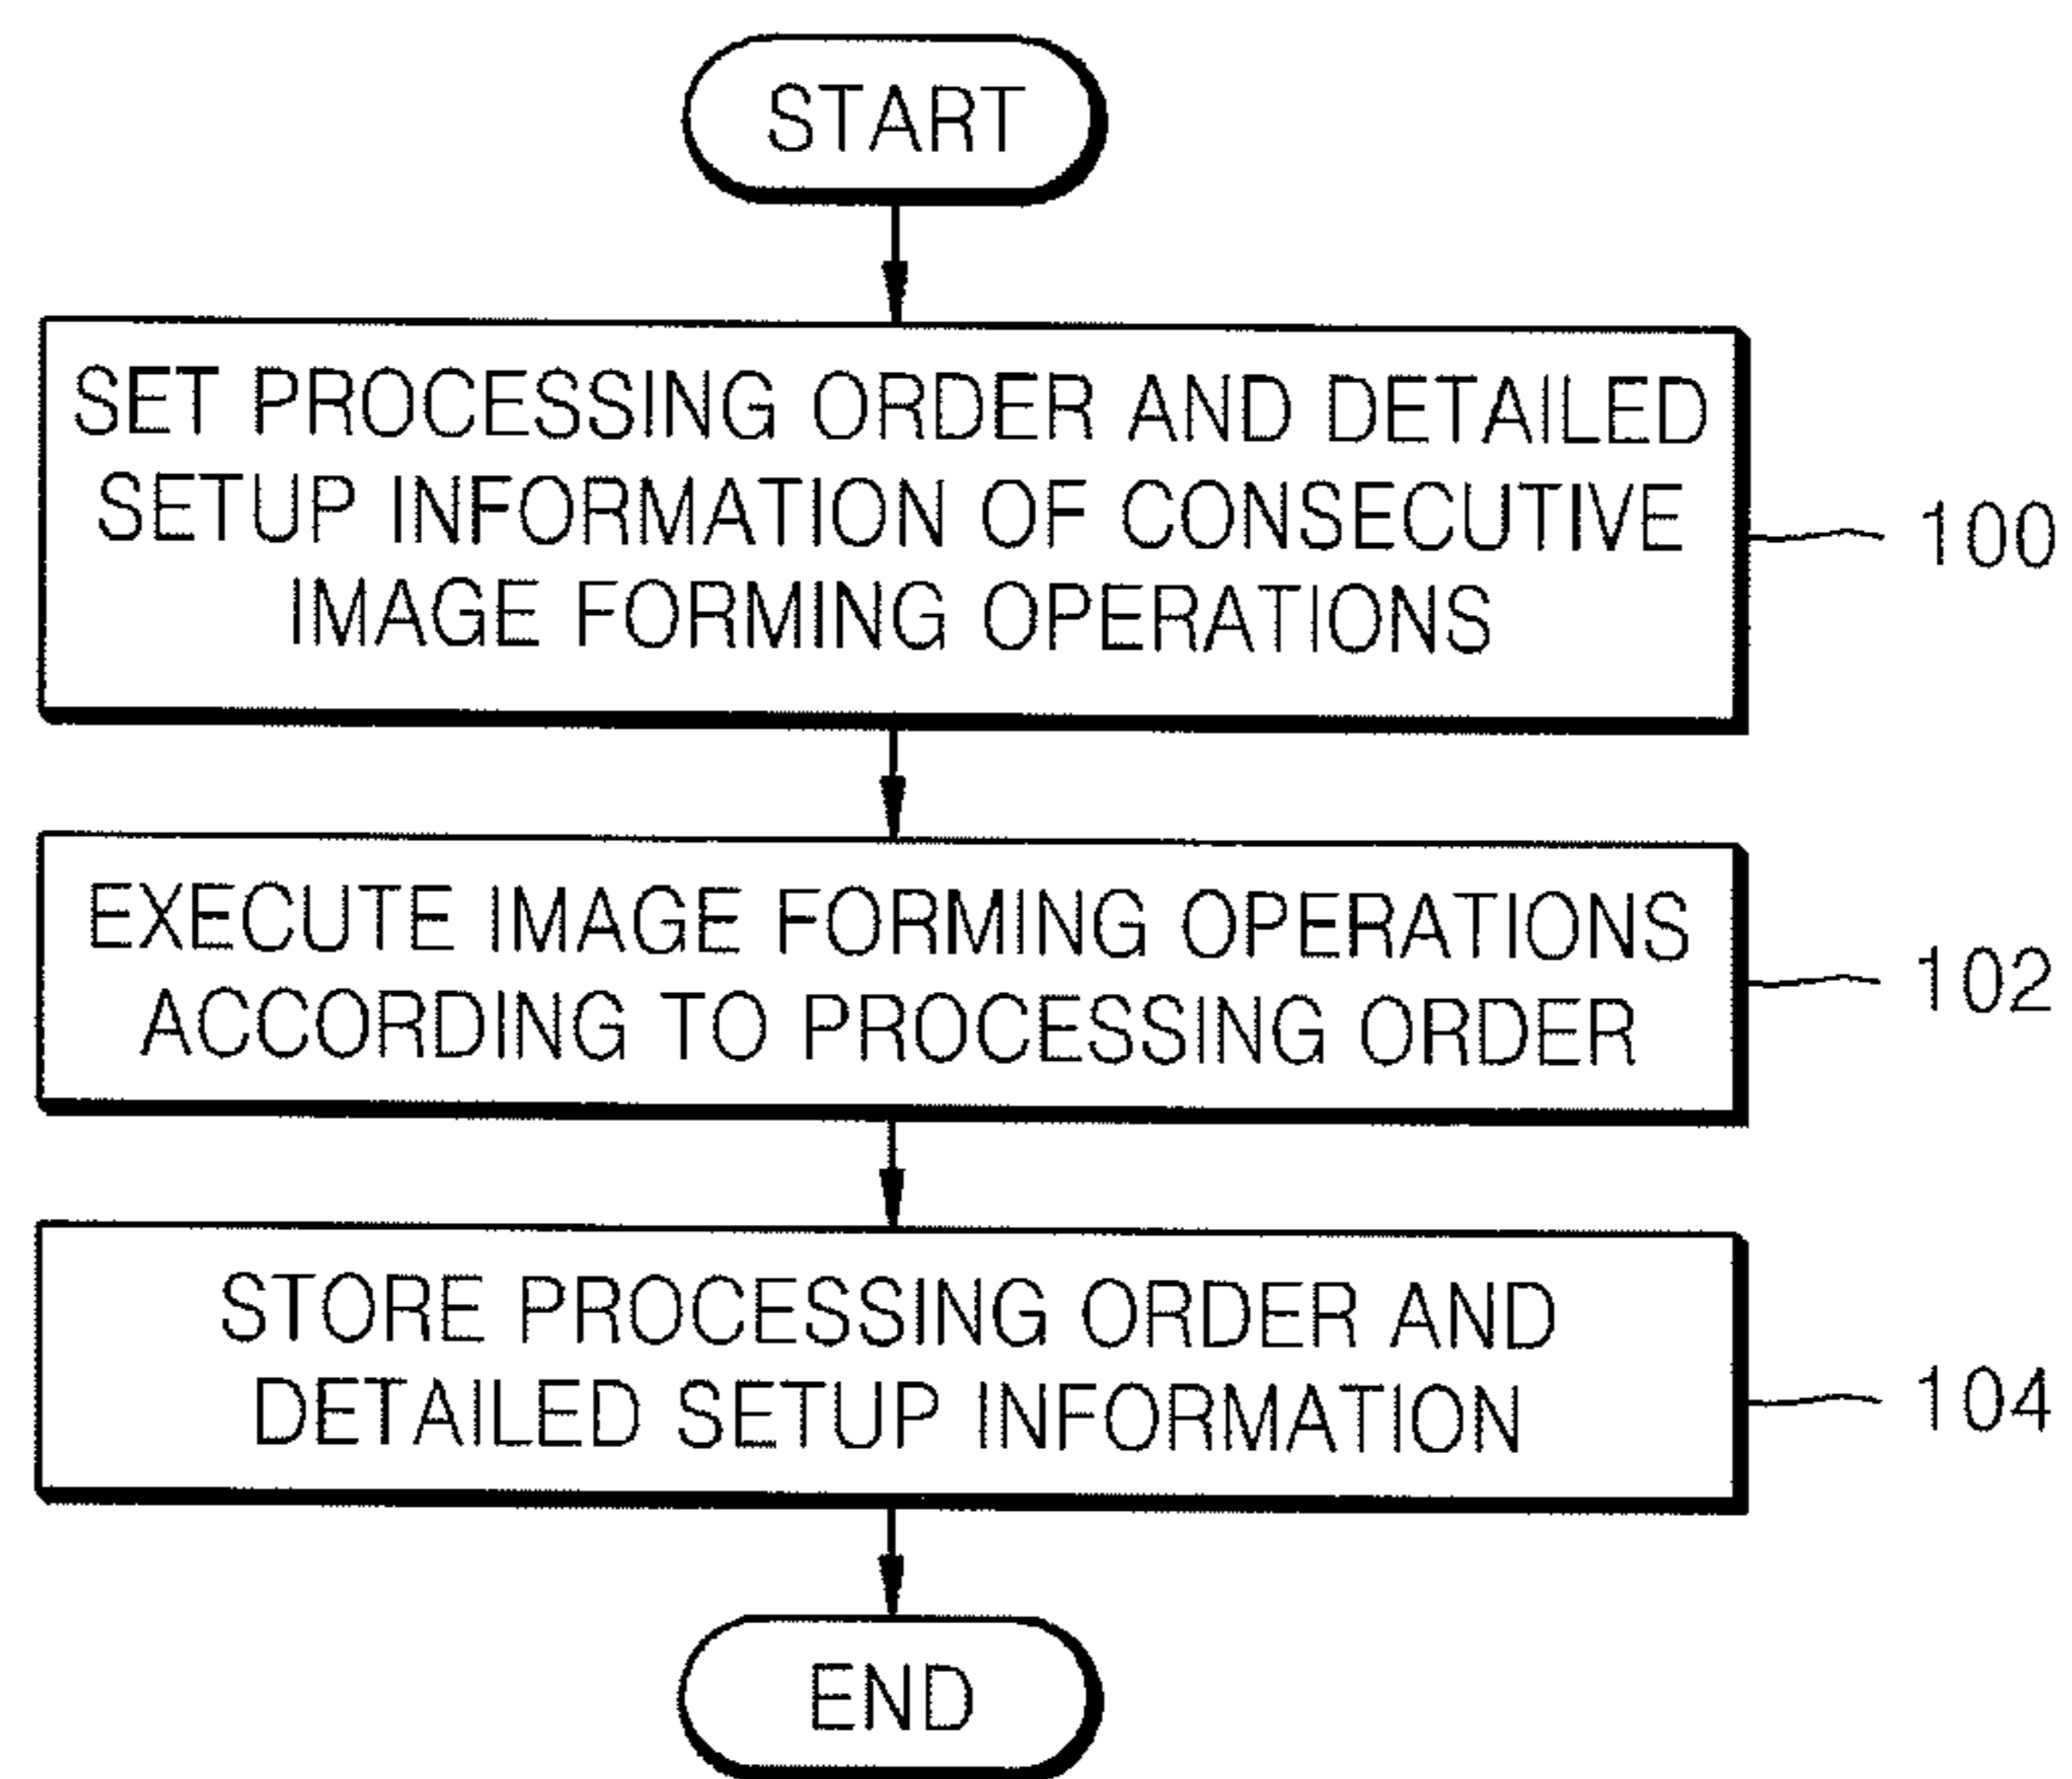 START
SET PROCESSING ORDER AND DETAILED
SETUP INFORMATION OF CONSECUTIVE
IMAGE FORMING OPERATIONS
100
EXECUTE IMAGE FORMING OPERATIONS
ACCORDING TO PROCESSING ORDER
102
STORE PROCESSING ORDER AND
DETAILED SETUP INFORMATION
104
END